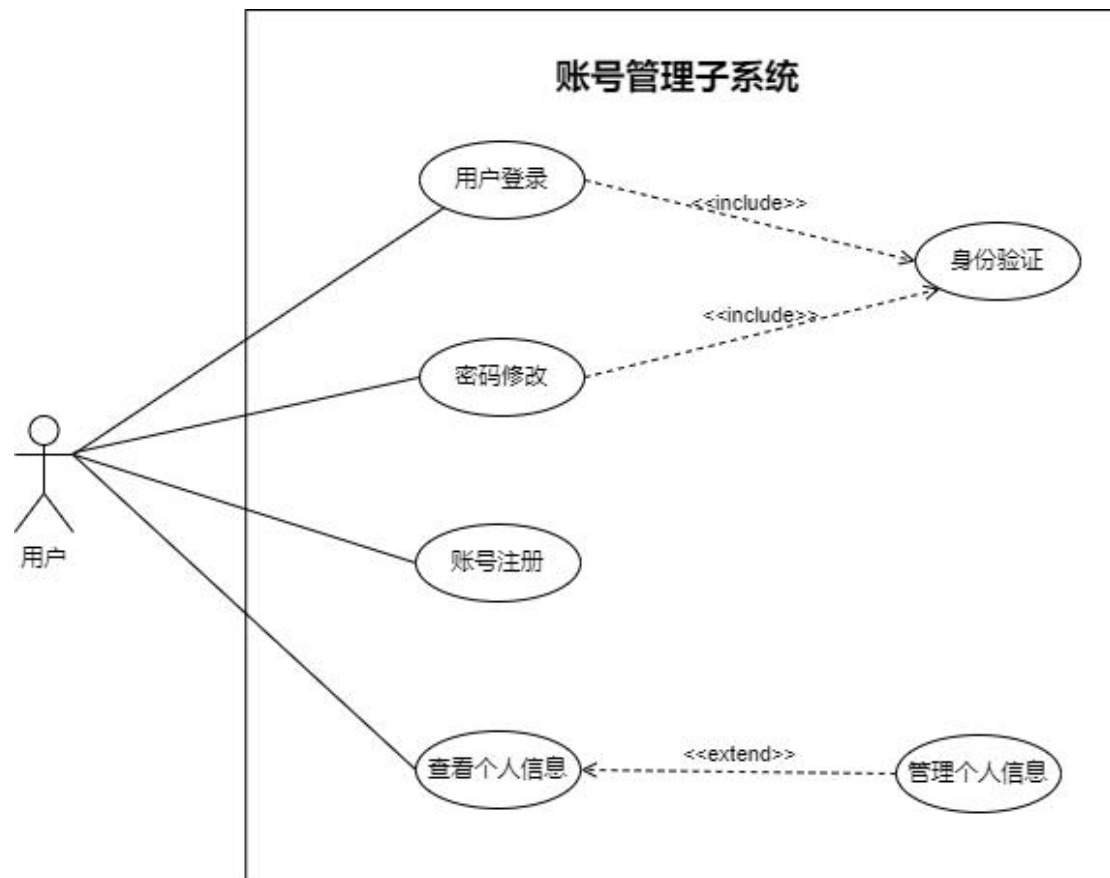 账号管理子系统
用户登录
<<include>>
身份验证
<<include>>
密码修改
用户
账号注册
查看个人信息
<<extend>>
管理个人信息